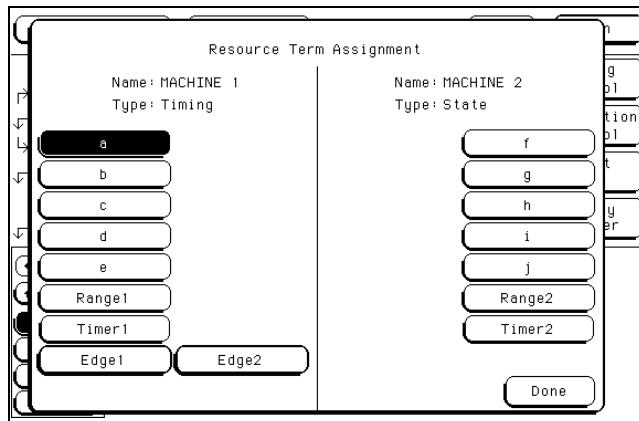 Resource Term Assignment
Name: MACHINE 1
Type: Timing
a
b
c
d
e
Range1
Timer1
Edge1 Edge2
Name: MACHINE 2
Type: State
f
g
h
i
j
Range2
Timer2
Done